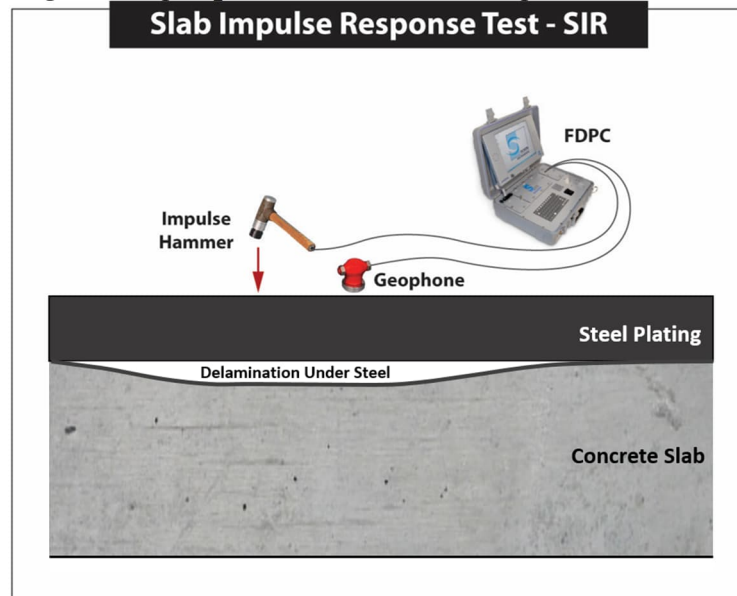 Slab Impulse Response Test - SIR
FDPC
Impulse
Hammer
Geophone
Steel Plating
Delamination Under Steel
Concrete Slab